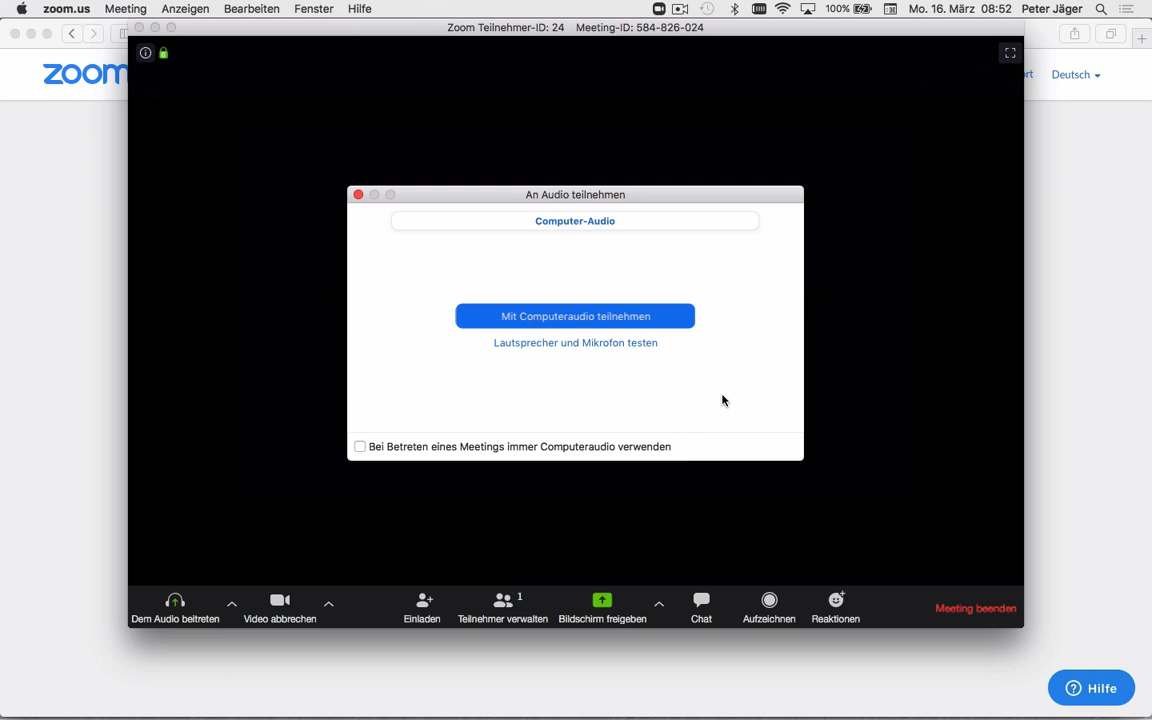 zoom.us Meeting Anzeigen Bearbeiten Fenster Hilfe 100% Mo. 16. März 08:52 Peter Jäger
Zoom Teilnehmer-ID: 24 Meeting-ID: 584-826-024
zoom
ort Deutsch
An Audio teilnehmen
Computer-Audio
Mit Computeraudio teilnehmen
Lautsprecher und Mikrofon testen
Bei Betreten eines Meetings immer Computeraudio verwenden
1
Dem Audio beitreten Video abbrechen Einladen Teilnehmer verwalten Bildschirm freigeben Chat Aufzeichnen Reaktionen Meeting beenden
Hilfe